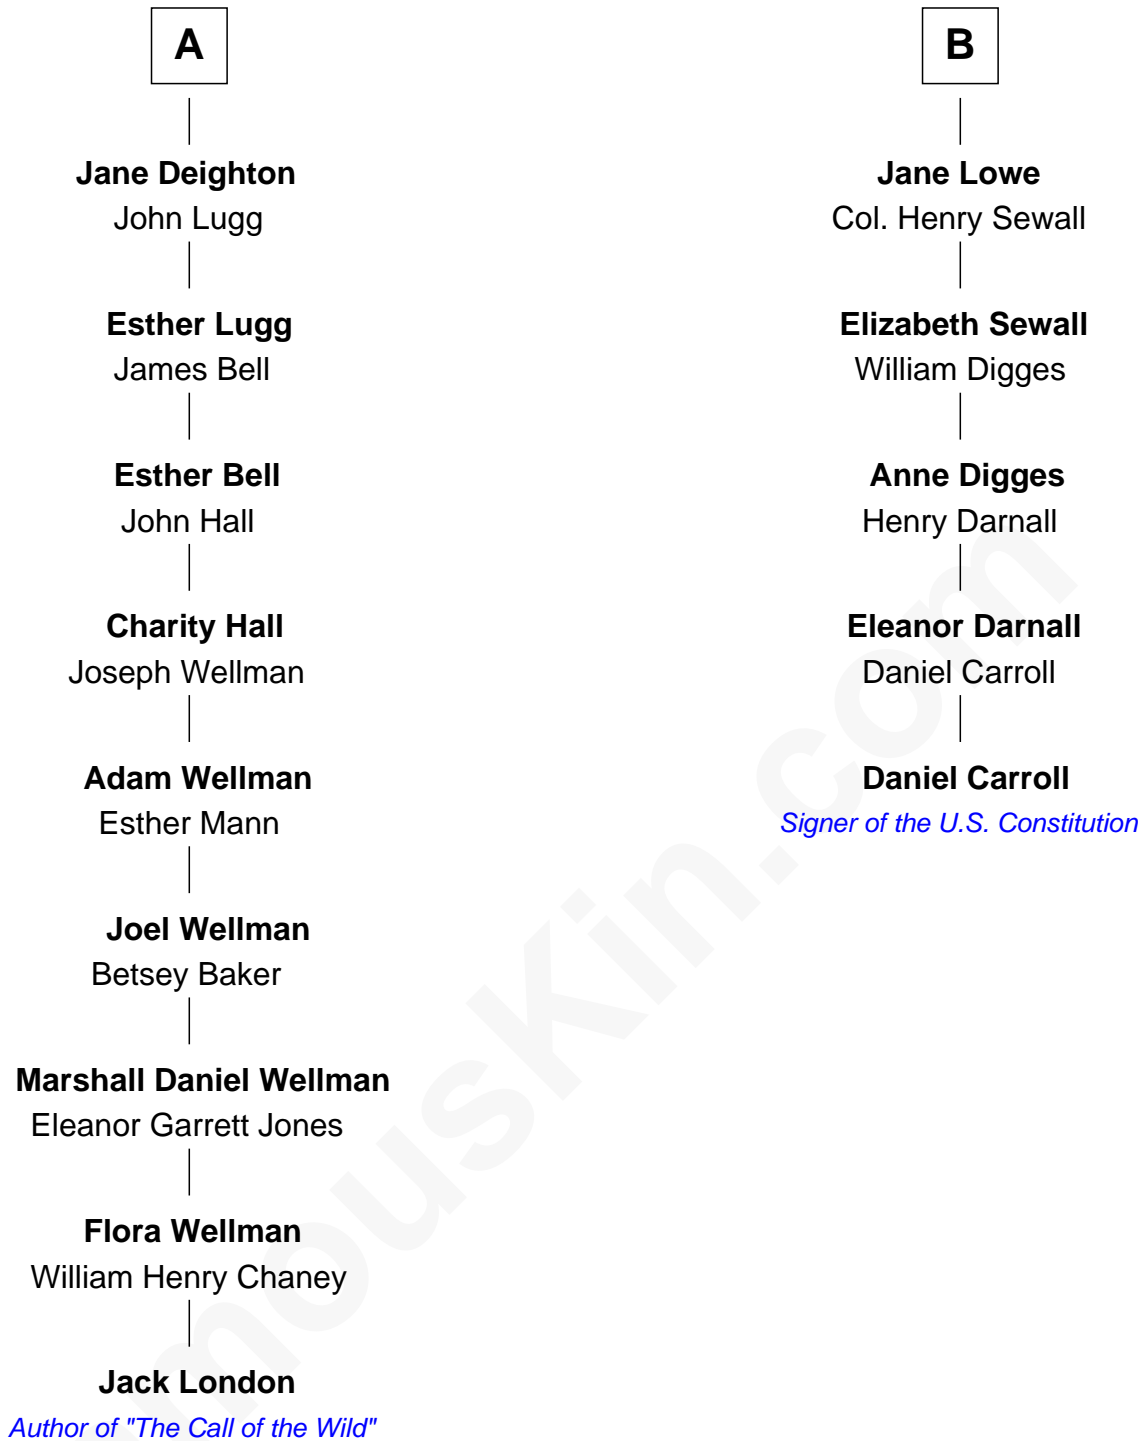 A
Jane Deighton
John Lugg
Esther Lugg
James Bell
Esther Bell
John Hall
Charity Hall
Joseph Wellman
Adam Wellman
Esther Mann
Joel Wellman
Betsey Baker
Marshall Daniel Wellman
Eleanor Garrett Jones
Flora Wellman
William Henry Chaney
Jack London
Author of "The Call of the Wild"
B
Jane Lowe
Col. Henry Sewall
Elizabeth Sewall
William Digges
Anne Digges
Henry Darnall
Eleanor Darnall
Daniel Carroll
Daniel Carroll
Signer of the U.S. Constitution
mousKin.com